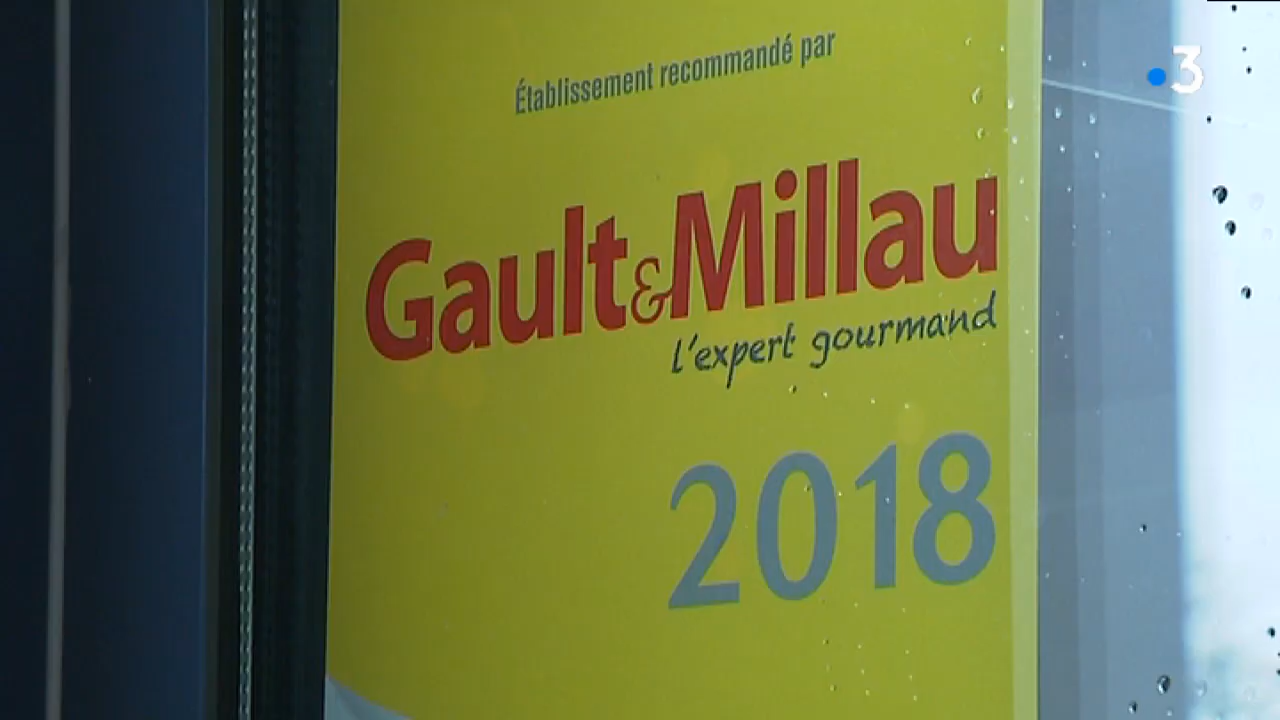 Établissement recommandé par
Gault&Millau
l'expert gourmand
2018
3